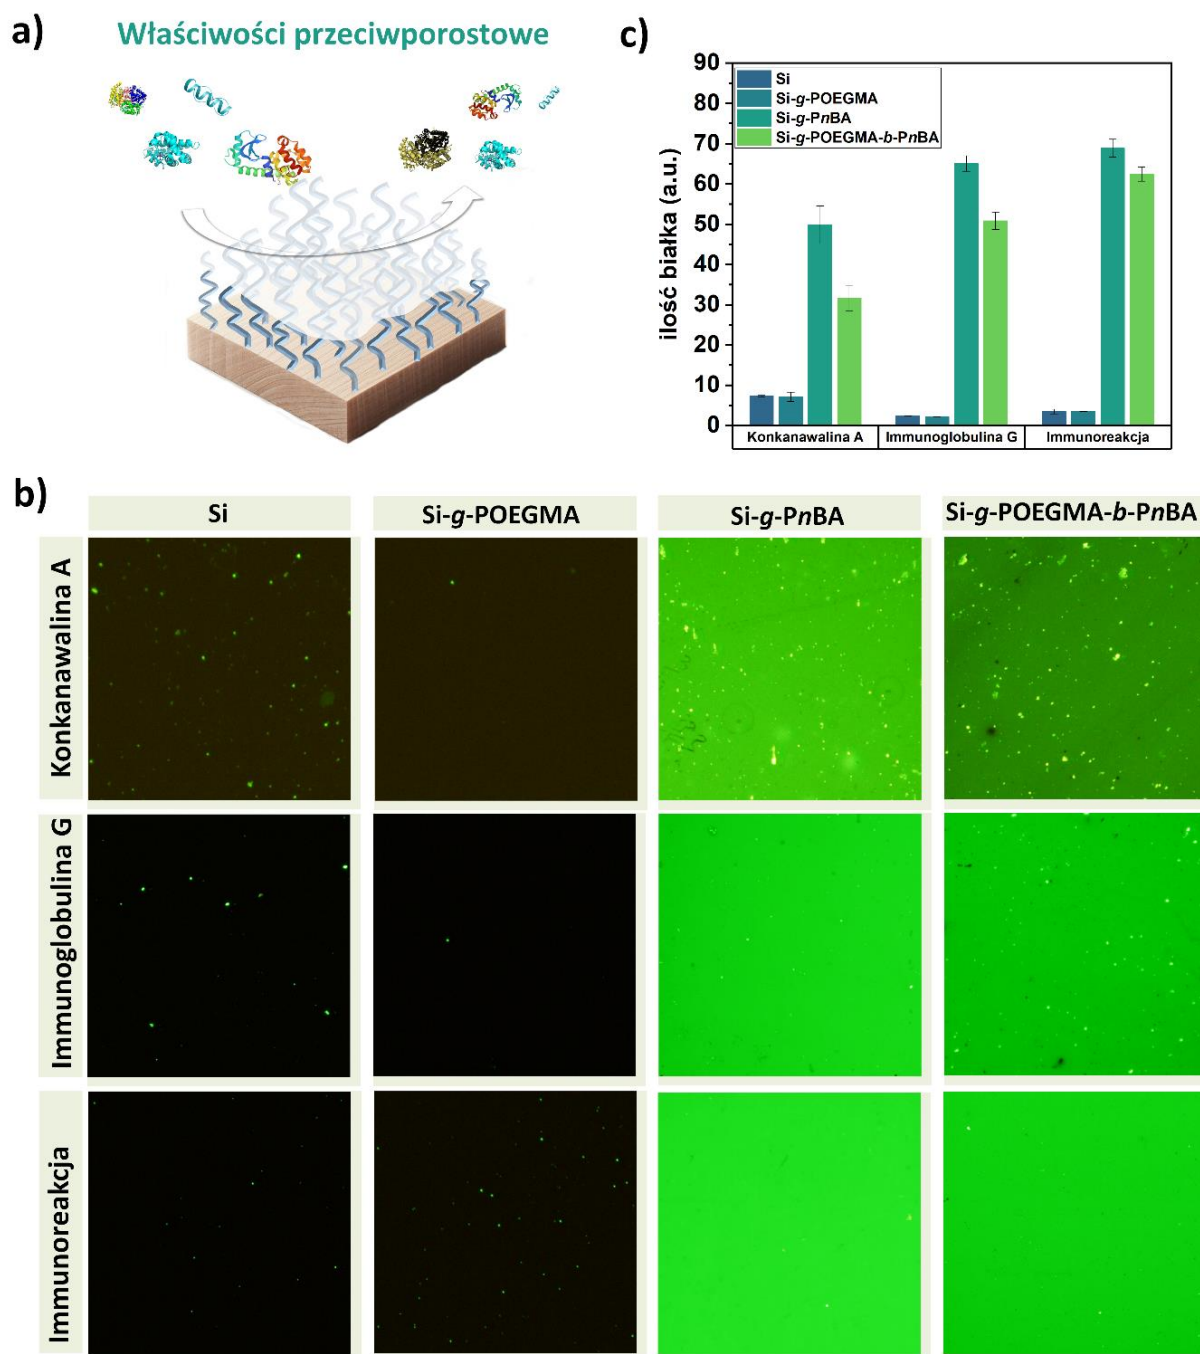 a)
Właściwości przeciwporostowe
c)
90
80
70
60
50
40
30
20
10
0
ilość białka (a.u.)
Si
Si-g-POEGMA
Si-g-PnBA
Si-g-POEGMA-b-PnBA
Konkanawalina A
Immunoglobulina G
Immunoreakcja
b)
Si
Si-g-POEGMA
Si-g-PnBA
Si-g-POEGMA-b-PnBA
Konkanawalina A
Immunoglobulina G
Immunoreakcja